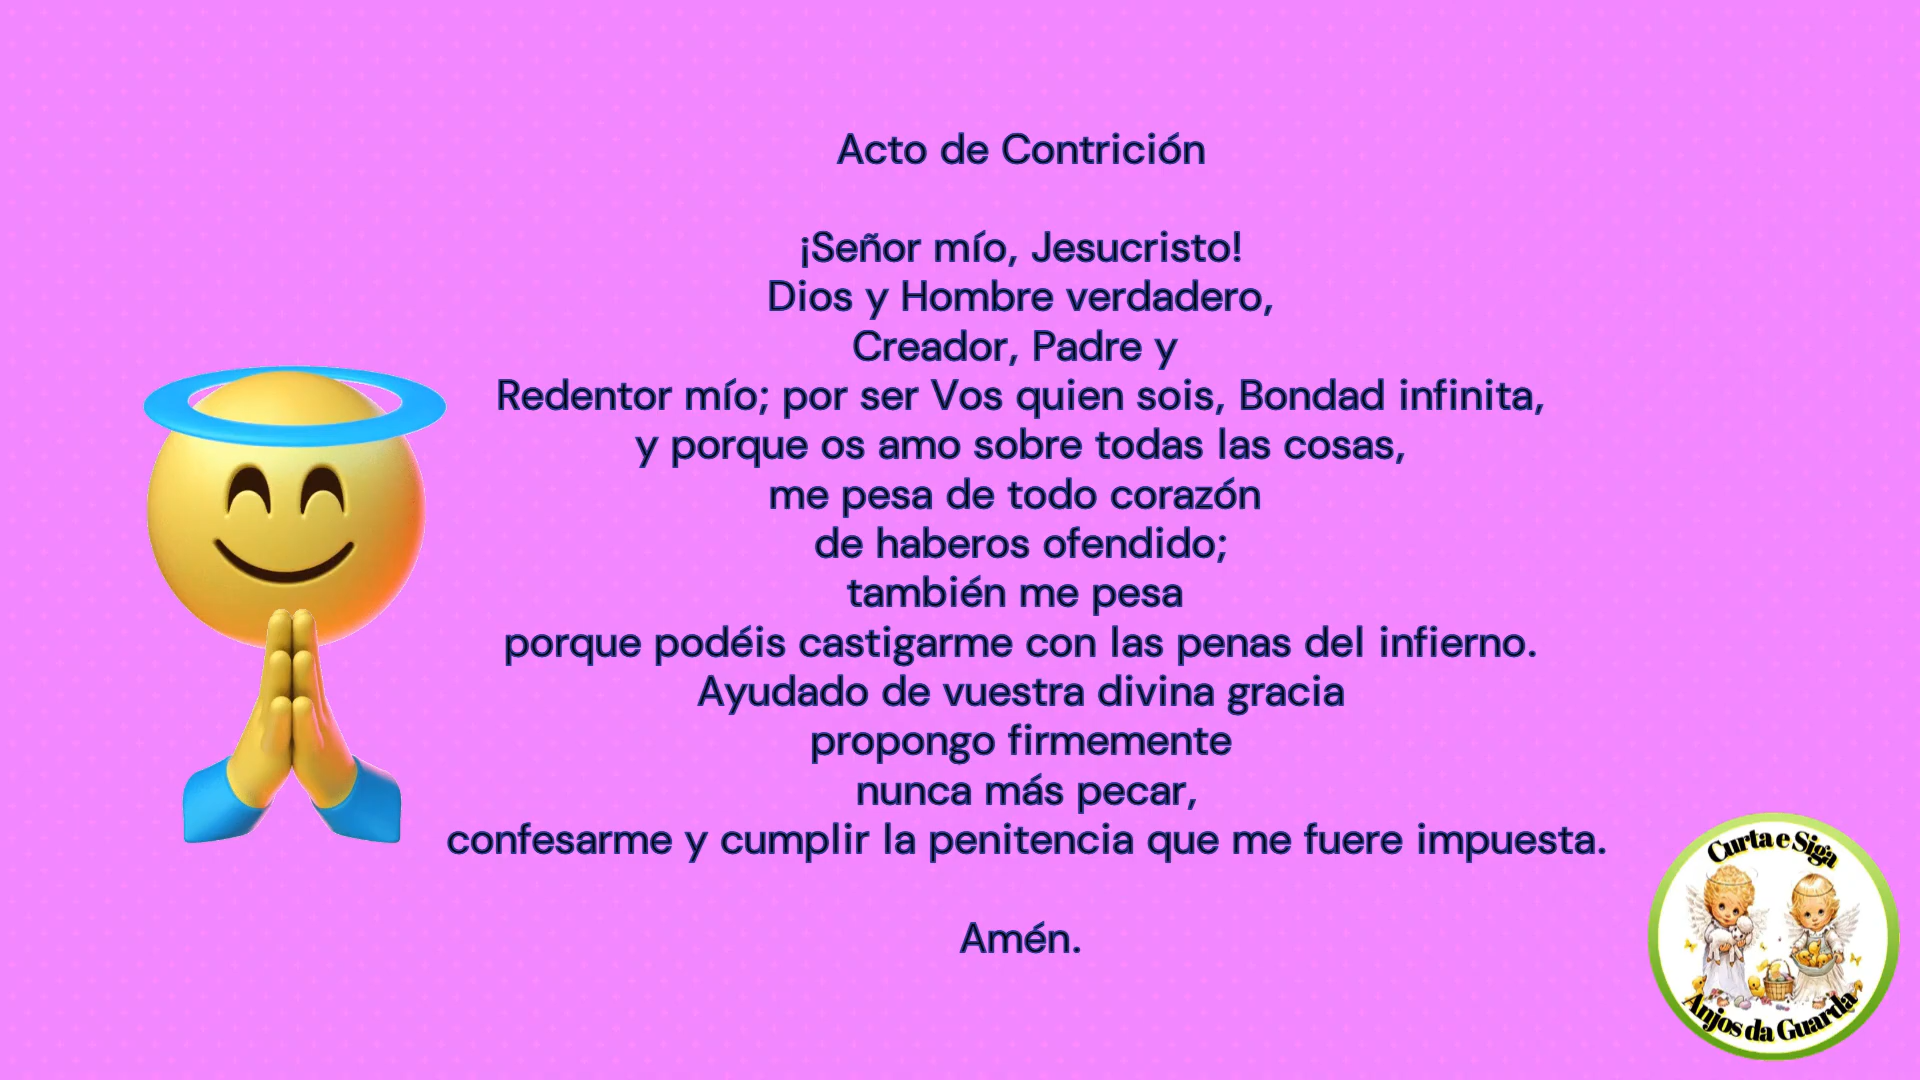 Acto de Contrición
¡Señor mío, Jesucristo!
Dios y Hombre verdadero,
Creador, Padre y
Redentor mío; por ser Vos quien sois, Bondad infinita,
y porque os amo sobre todas las cosas,
me pesa de todo corazón
de haberos ofendido;
también me pesa
porque podéis castigarme con las penas del infierno.
Ayudado de vuestra divina gracia
propongo firmemente
nunca más pecar,
confesarme y cumplir la penitencia que me fuere impuesta.
Amén.
Curta e Siga
Anjos da Guarda